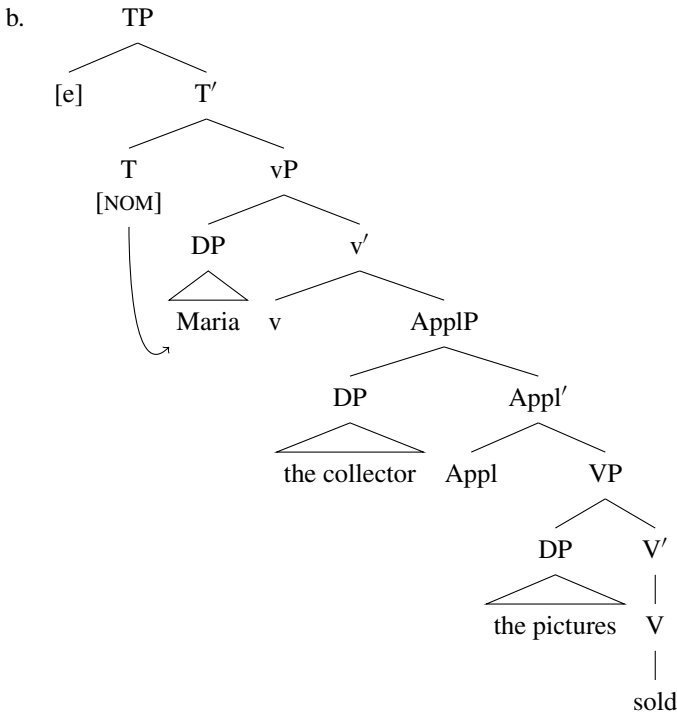 b. TP
[e] T′
T vP
[NOM]
DP v′
Maria v ApplP
DP Appl′
the collector Appl VP
DP V′
the pictures V
sold